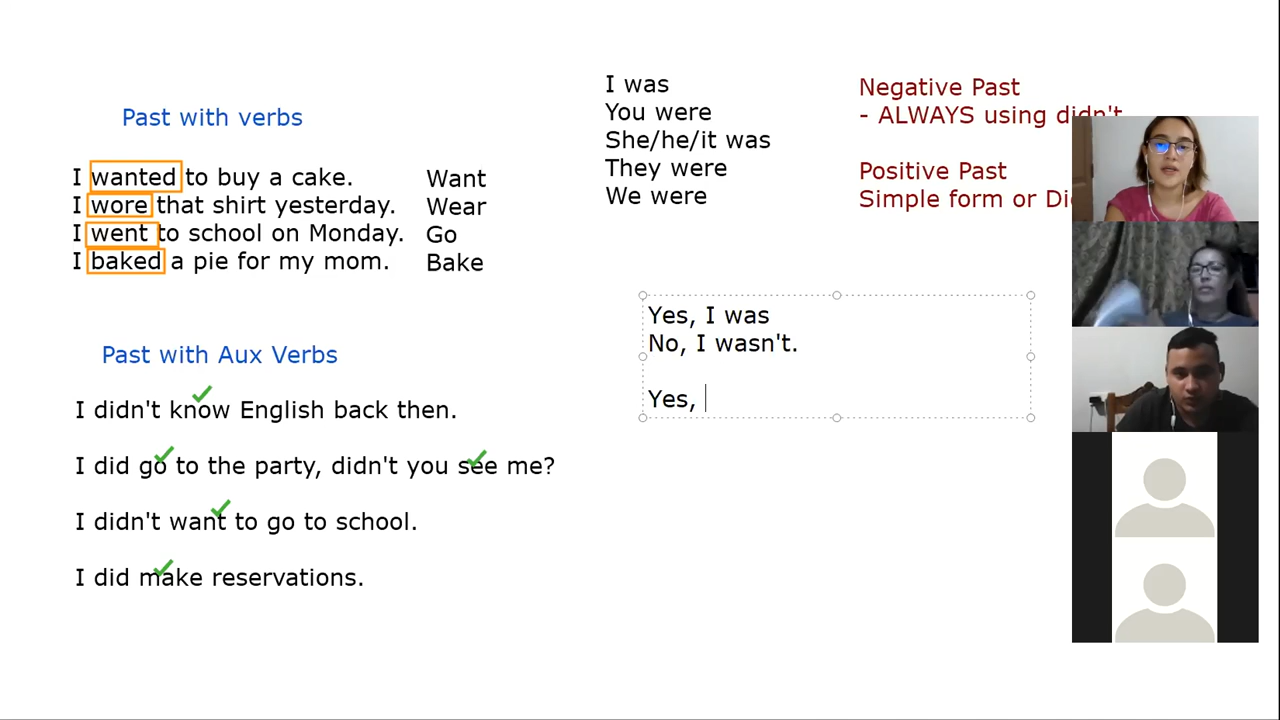 Past with verbs
I wanted to buy a cake.
I wore that shirt yesterday.
I went to school on Monday.
I baked a pie for my mom.
Want
Wear
Go
Bake
Past with Aux Verbs
I didn't know English back then.
I did go to the party, didn't you see me?
I didn't want to go to school.
I did make reservations.
I was
You were
She/he/it was
They were
We were
Negative Past
- ALWAYS using didn't
Positive Past
Simple form or
Yes, I was
No, I wasn't.
Yes,